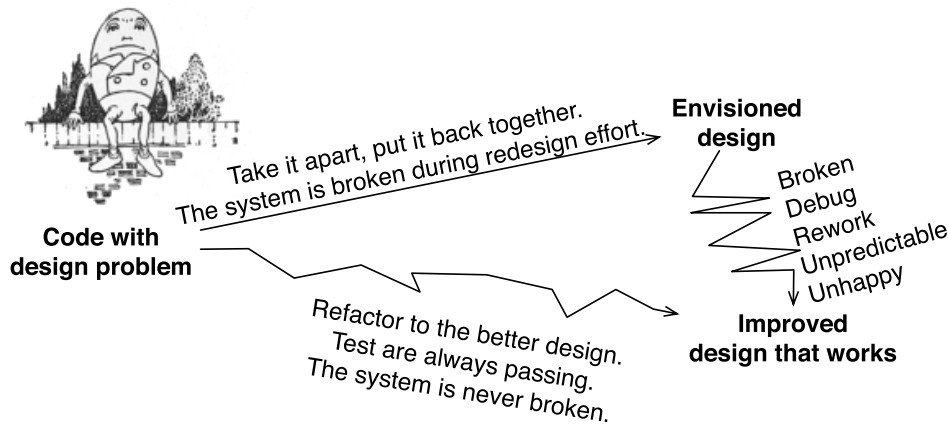 Take it apart, put it back together.
The system is broken during redesign effort.
Envisioned
design
Broken
Debug
Rework
Unpredictable
Unhappy
Code with
design problem
Refactor to the better design.
Test are always passing.
The system is never broken.
Improved
design that works